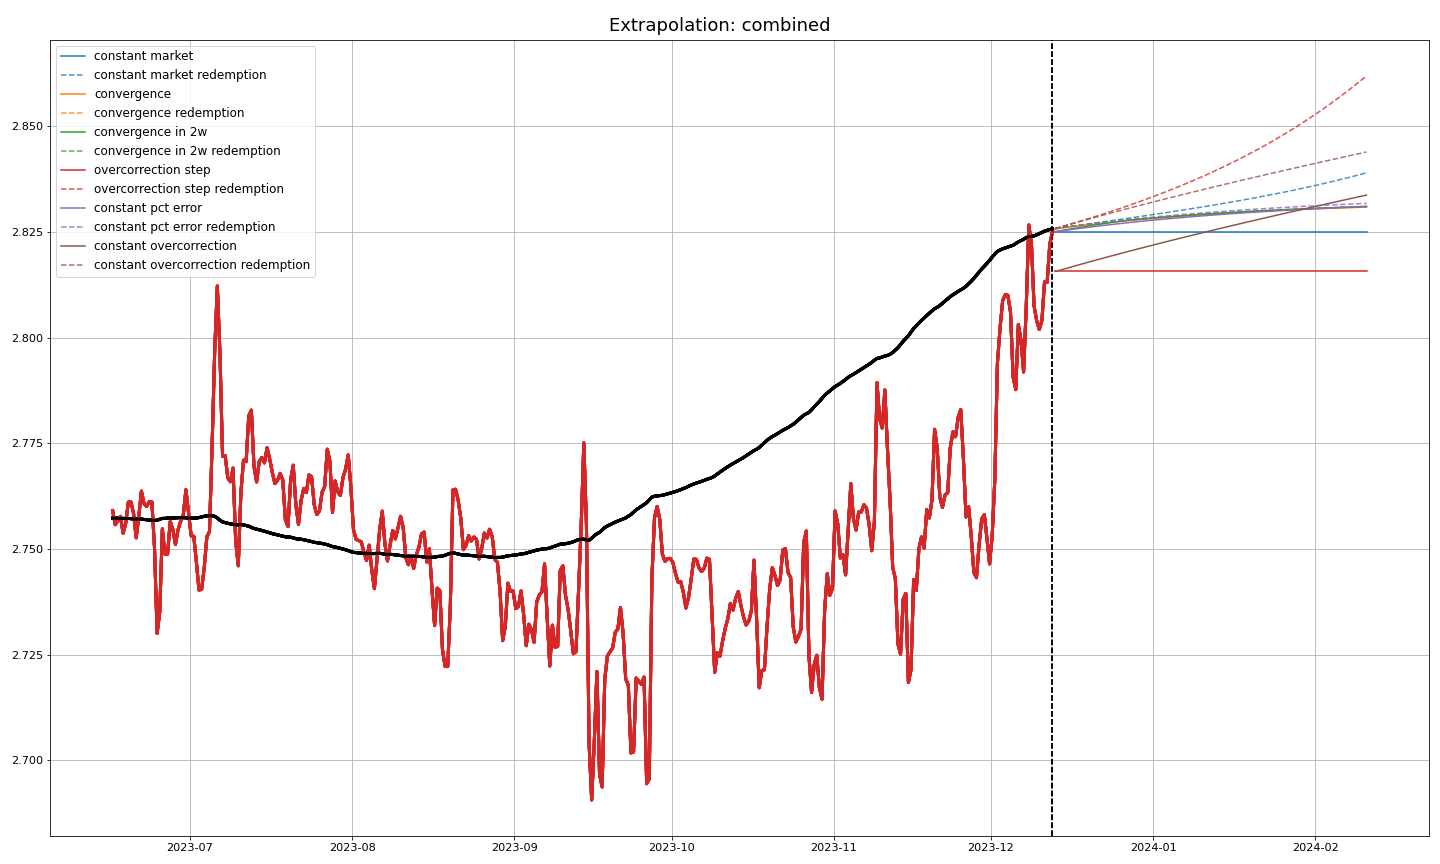 Extrapolation: combined
constant market
constant market redemption
convergence
convergence redemption
convergence in 2w
convergence in 2w redemption
overcorrection step
overcorrection step redemption
constant pct error
constant pct error redemption
constant overcorrection
constant overcorrection redemption
2.850
2.825
2.800
2.775
2.750
2.725
2.700
2023-07 2023-08 2023-09 2023-10 2023-11 2023-12 2024-01 2024-02